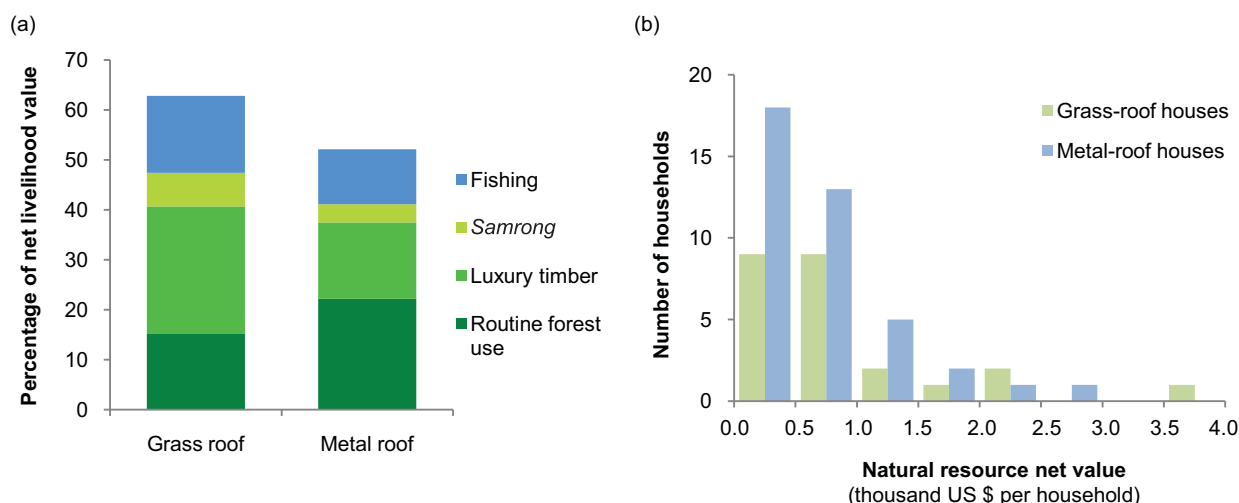 (a)
Percentage of net livelihood value
70
60
50
40
30
20
10
0
Grass roof
Metal roof
Fishing
Samrong
Luxury timber
Routine forest
use
(b)
Number of households
20
15
10
5
0
0.0 0.5 1.0 1.5 2.0 2.5 3.0 3.5 4.0
Grass-roof houses
Metal-roof houses
Natural resource net value
(thousand US $ per household)